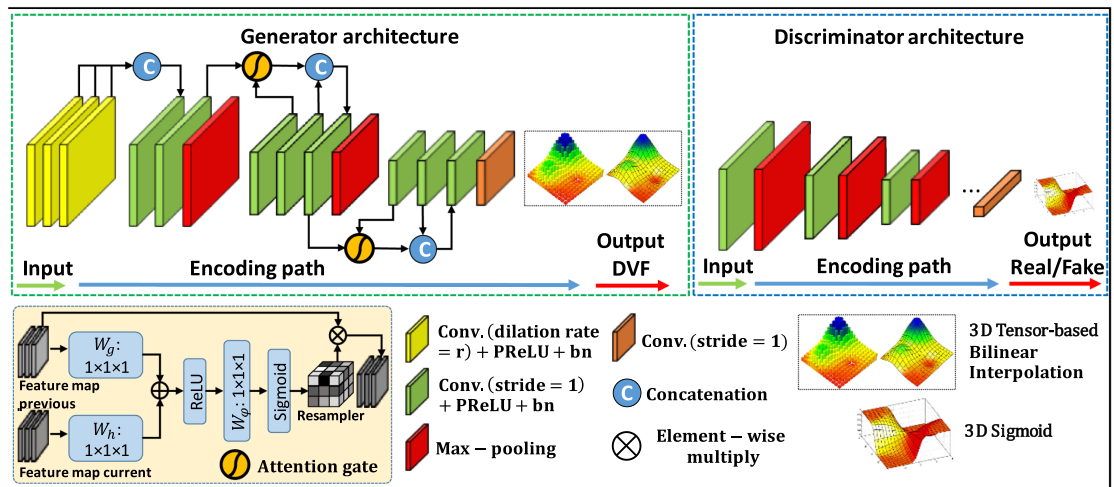 Generator architecture
C
C
C
Input
Encoding path
Output
DVF
Discriminator architecture
...
Input
Encoding path
Output
Real/Fake
W_g:
1×1×1
Feature map
previous
W_h:
1×1×1
Feature map current
ReLU
W_φ: 1×1×1
Sigmoid
Resampler
Attention gate
Conv. (dilation rate
= r) + PReLU + bn
Conv. (stride = 1)
+ PReLU + bn
Max − pooling
Conv. (stride = 1)
C
Concatenation
Element − wise
multiply
3D Tensor-based
Bilinear
Interpolation
3D Sigmoid